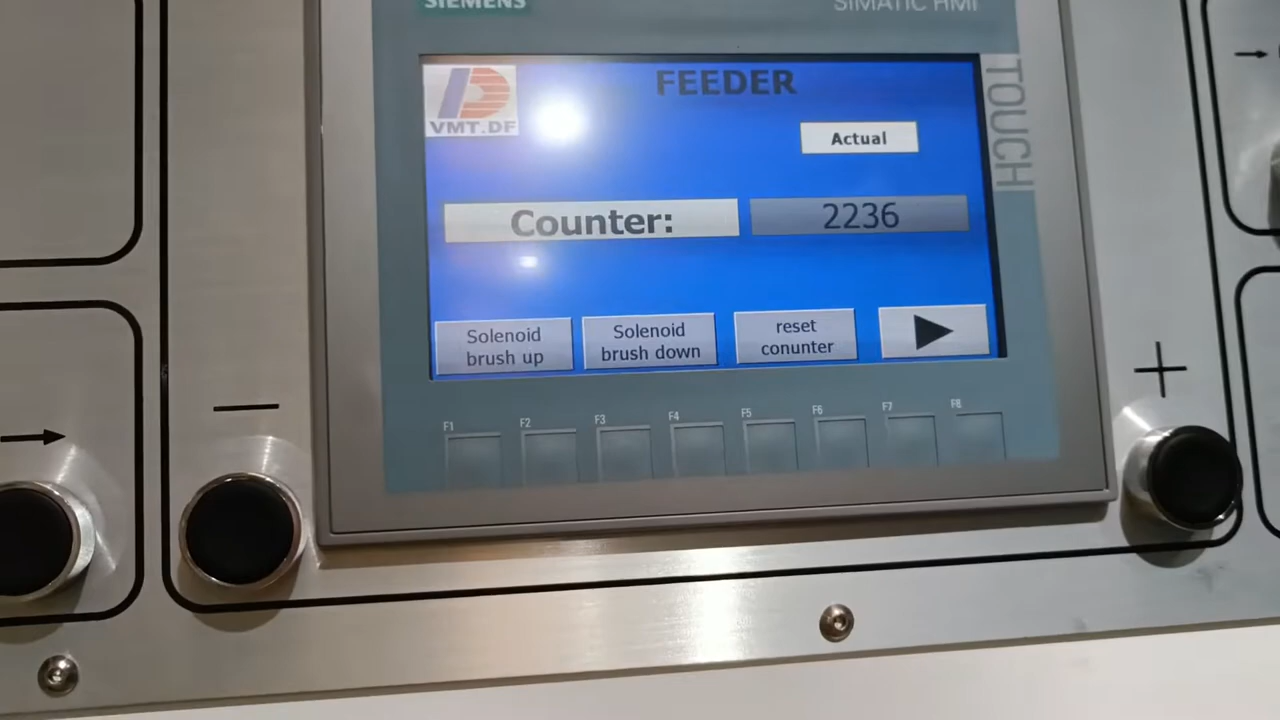 SIEMENS
SIMATIC HMI
TOUCH
VMT.DF
FEEDER
Actual
Counter:
2236
Solenoid
brush up
Solenoid
brush down
reset
conunter
F1
F2
F3
F4
F5
F6
F7
F8